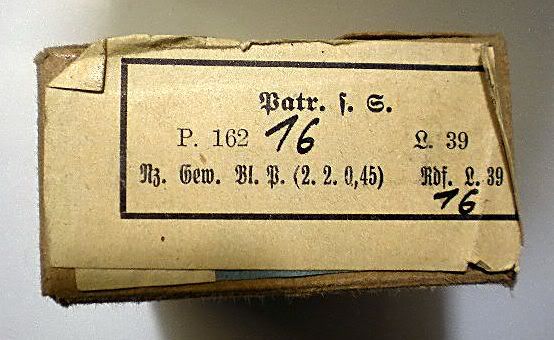 Patr. s. S.
P. 162 16 L. 39
Nz. Gew. Bl. P. (2. 2. 0,45) Rdf. L. 39
16